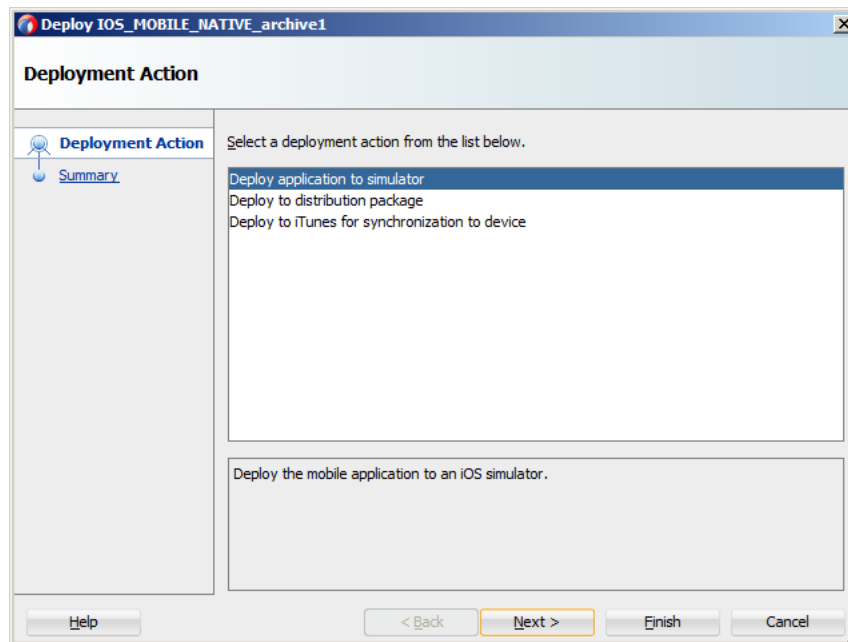 Deploy IOS_MOBILE_NATIVE_archive1
Deployment Action
Deployment Action
Summary
Select a deployment action from the list below.
Deploy application to simulator
Deploy to distribution package
Deploy to iTunes for synchronization to device
Deploy the mobile application to an iOS simulator.
Help
< Back
Next >
Finish
Cancel